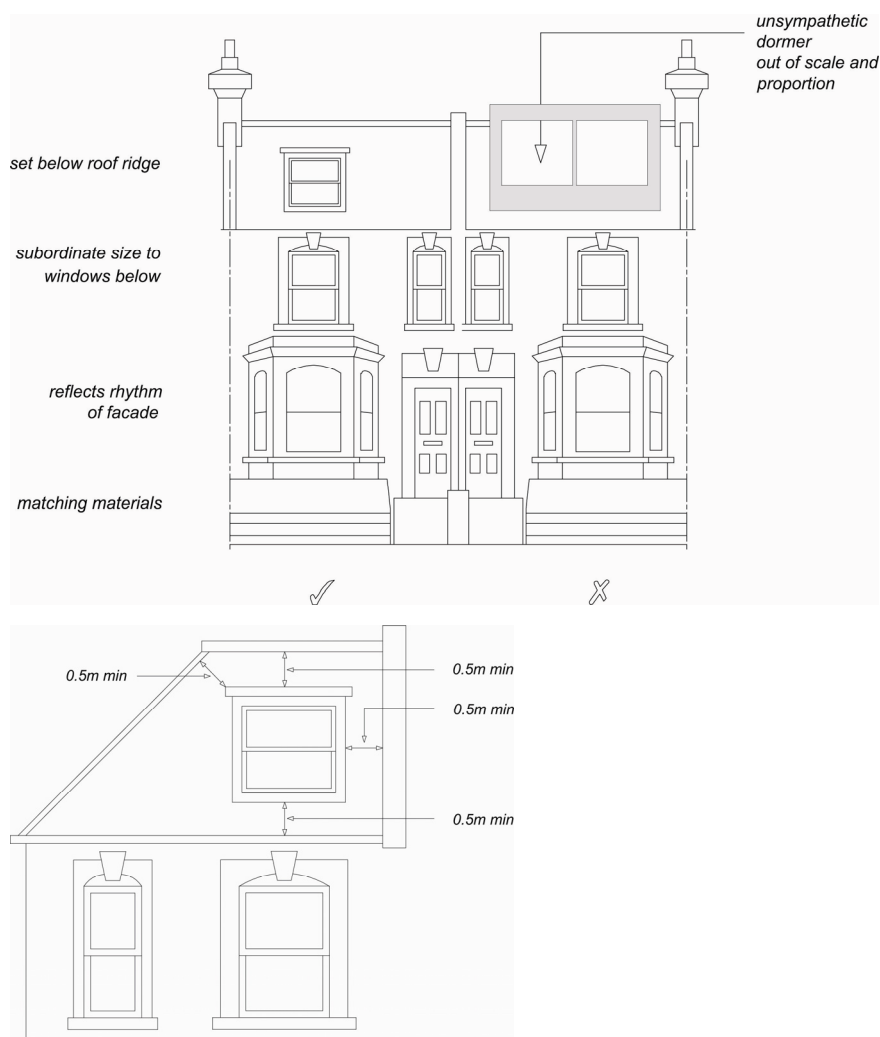 unsympathetic
dormer
out of scale and
proportion
set below roof ridge
subordinate size to
windows below
reflects rhythm
of facade
matching materials
✓ ✗
0.5m min
0.5m min
0.5m min
0.5m min